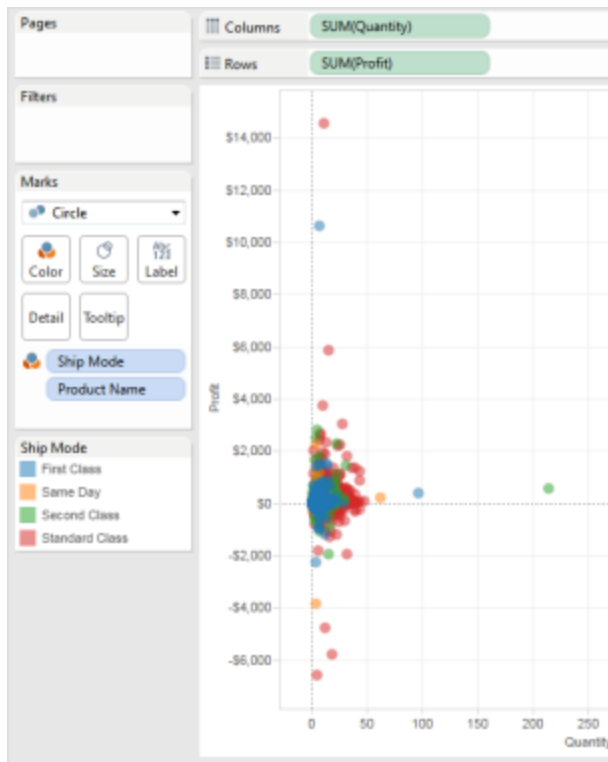 Pages
Columns SUM(Quantity)
Rows SUM(Profit)
Filters
Marks
Circle
Color Size Abc 123 Label
Detail Tooltip
Ship Mode
Product Name
Ship Mode
First Class
Same Day
Second Class
Standard Class
Profit
$14,000
$12,000
$10,000
$8,000
$6,000
$4,000
$2,000
$0
-$2,000
-$4,000
-$6,000
0 50 100 150 200 250
Quantity